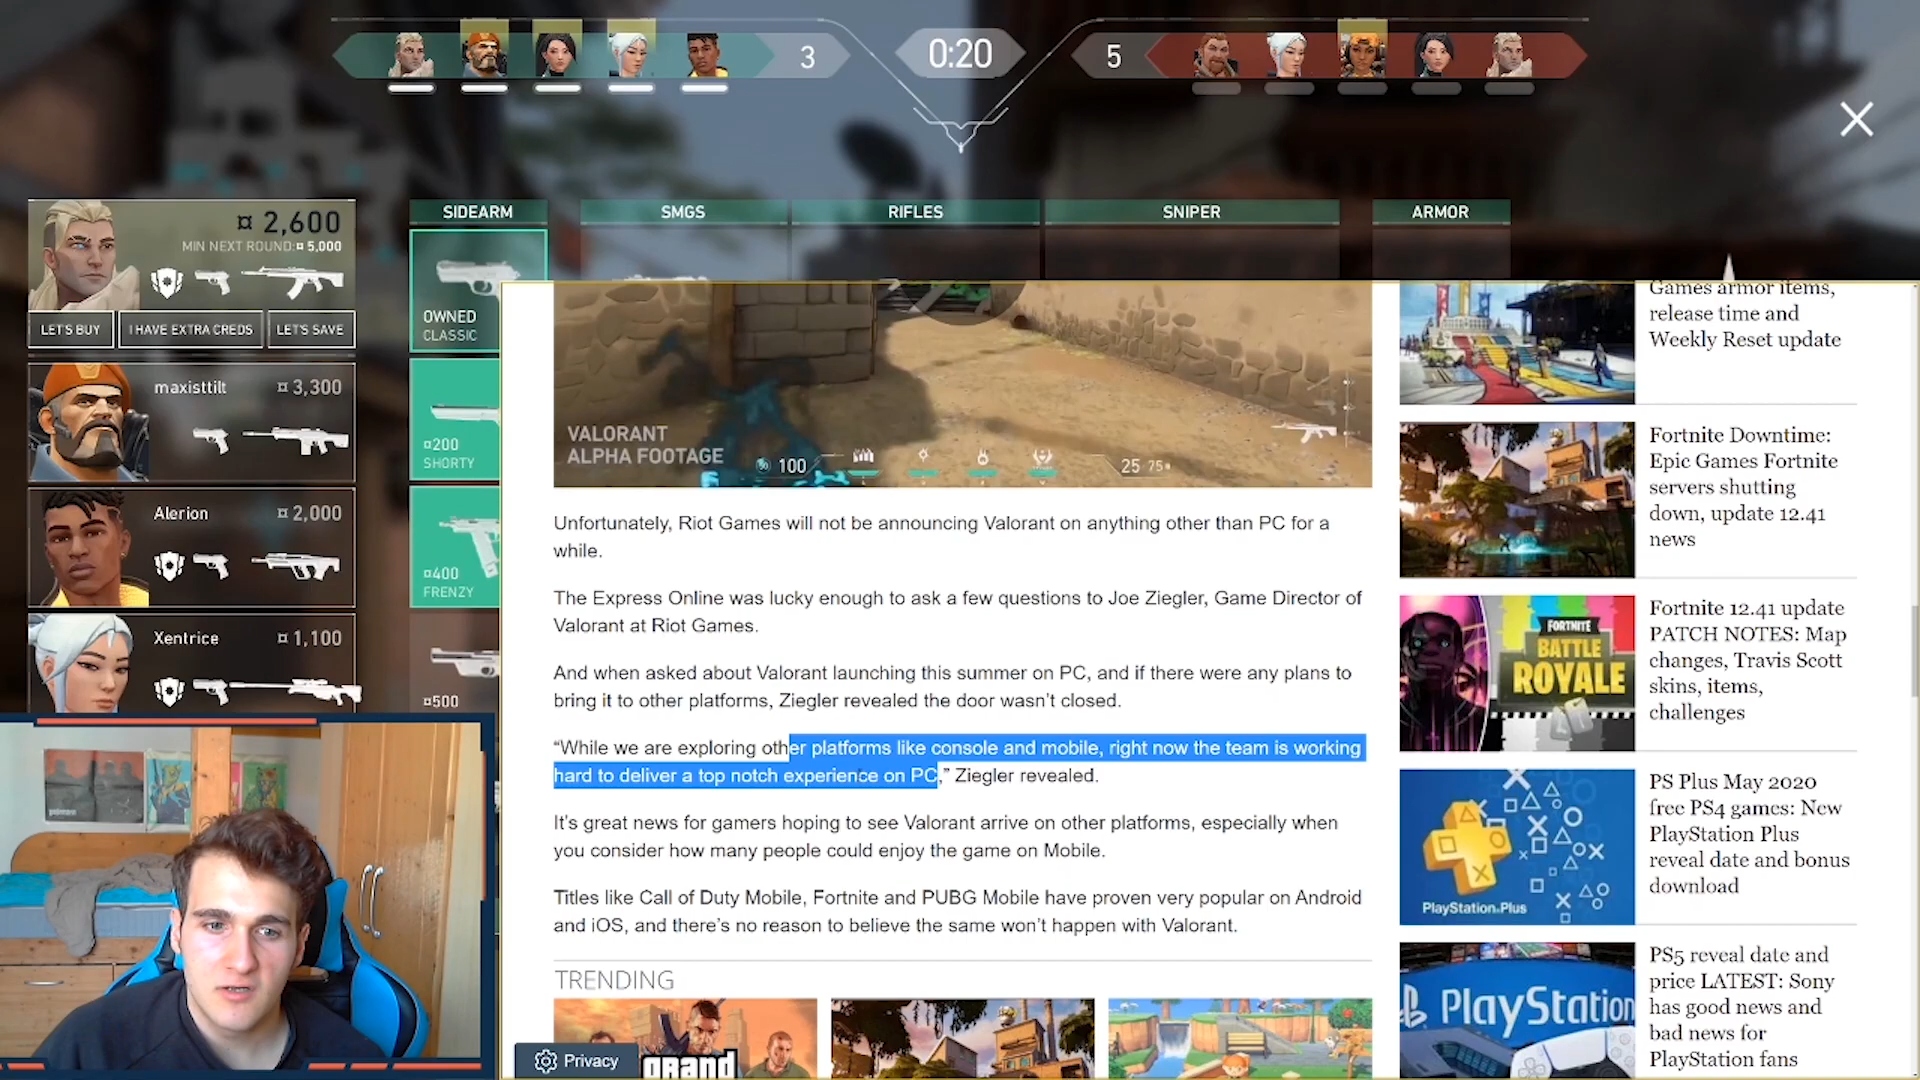 3
0:20
5
¤ 2,600
MIN NEXT ROUND: ¤ 5,000
LET'S BUY
I HAVE EXTRA CREDS
LET'S SAVE
maxisttilt
¤ 3,300
Alerion
¤ 2,000
Xentrice
¤ 1,100
SIDEARM
SMGS
RIFLES
SNIPER
ARMOR
OWNED
CLASSIC
¤200
SHORTY
¤400
FRENZY
¤500
VALORANT
ALPHA FOOTAGE
100
25 75
Unfortunately, Riot Games will not be announcing Valorant on anything other than PC for a
while.
The Express Online was lucky enough to ask a few questions to Joe Ziegler, Game Director of
Valorant at Riot Games.
And when asked about Valorant launching this summer on PC, and if there were any plans to
bring it to other platforms, Ziegler revealed the door wasn't closed.
“While we are exploring other platforms like console and mobile, right now the team is working
hard to deliver a top notch experience on PC,” Ziegler revealed.
It's great news for gamers hoping to see Valorant arrive on other platforms, especially when
you consider how many people could enjoy the game on Mobile.
Titles like Call of Duty Mobile, Fortnite and PUBG Mobile have proven very popular on Android
and iOS, and there's no reason to believe the same won't happen with Valorant.
TRENDING
GRAND
Privacy
Games armor items,
release time and
Weekly Reset update
Fortnite Downtime:
Epic Games Fortnite
servers shutting
down, update 12.41
news
FORTNITE
BATTLE
ROYALE
Fortnite 12.41 update
PATCH NOTES: Map
changes, Travis Scott
skins, items,
challenges
PlayStation Plus
PS Plus May 2020
free PS4 games: New
PlayStation Plus
reveal date and bonus
download
PlayStation
PS5 reveal date and
price LATEST: Sony
has good news and
bad news for
PlayStation fans